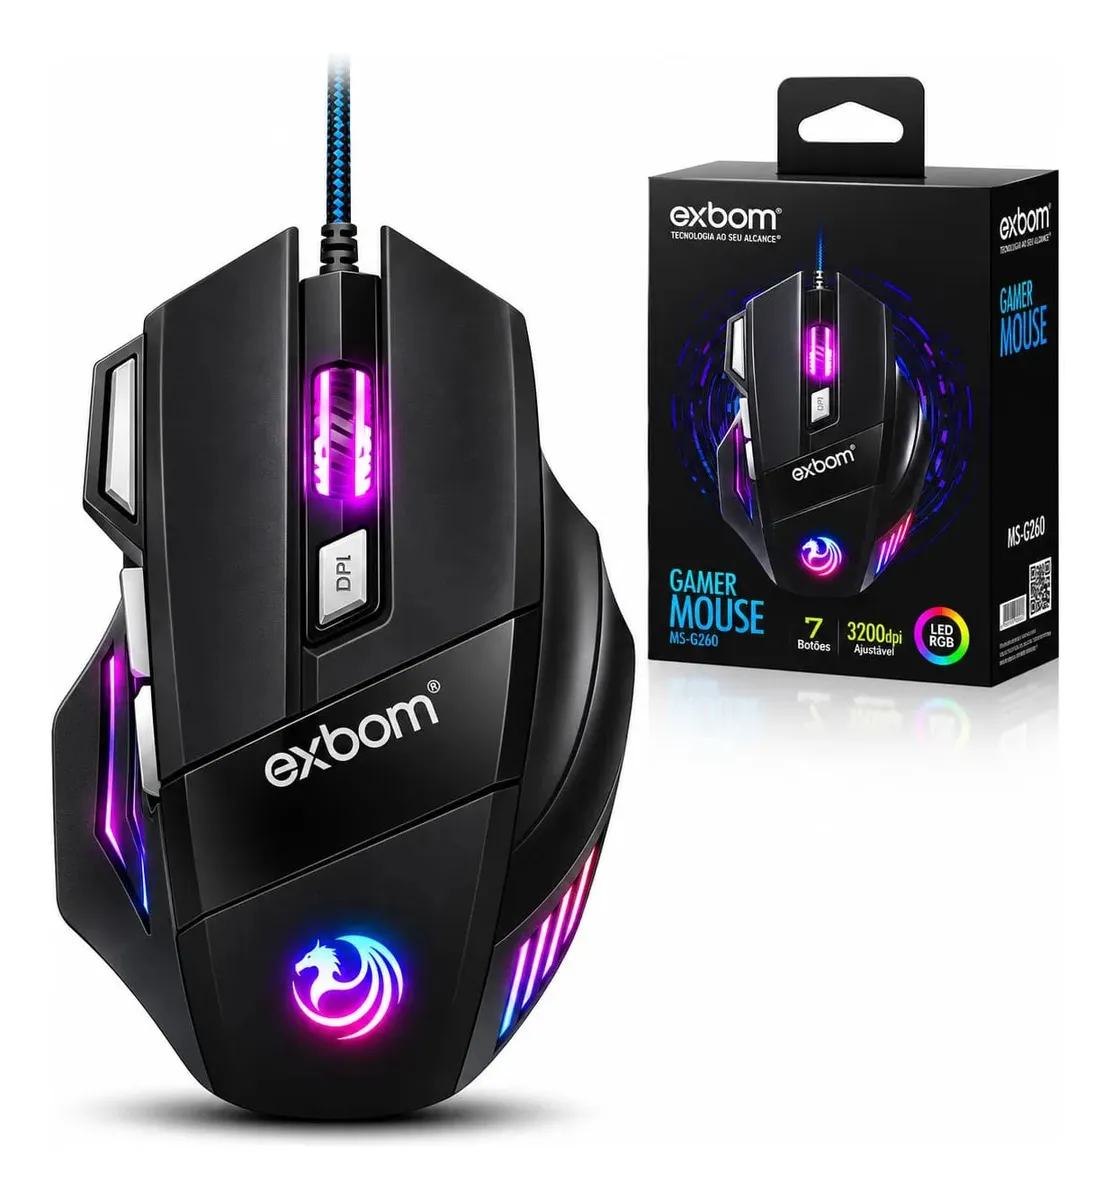 DPI
exbom®
exbom®
TECNOLOGIA AO SEU ALCANCE®
DPI
exbom®
GAMER
MOUSE
MS-G260
7
Botões
3200dpi
Ajustável
LED
RGB
exbom®
TECNOLOGIA AO SEU ALCANCE®
GAMER
MOUSE
MS-G260